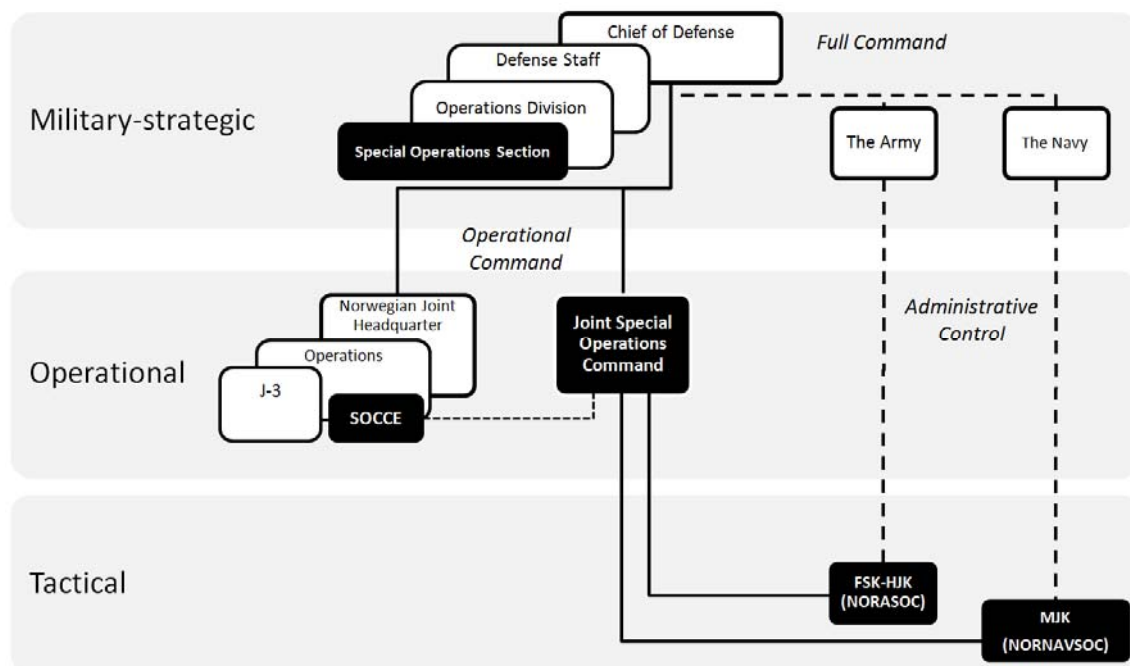 Chief of Defense
Full Command
Defense Staff
Operations Division
Military-strategic
Special Operations Section
The Army
The Navy
Operational
Command
Norwegian Joint
Headquarter
Joint Special
Operations
Command
Administrative
Control
Operations
Operational
J-3
SOCCE
Tactical
FSK-HJK
(NORASOC)
MJK
(NORNAVSOC)